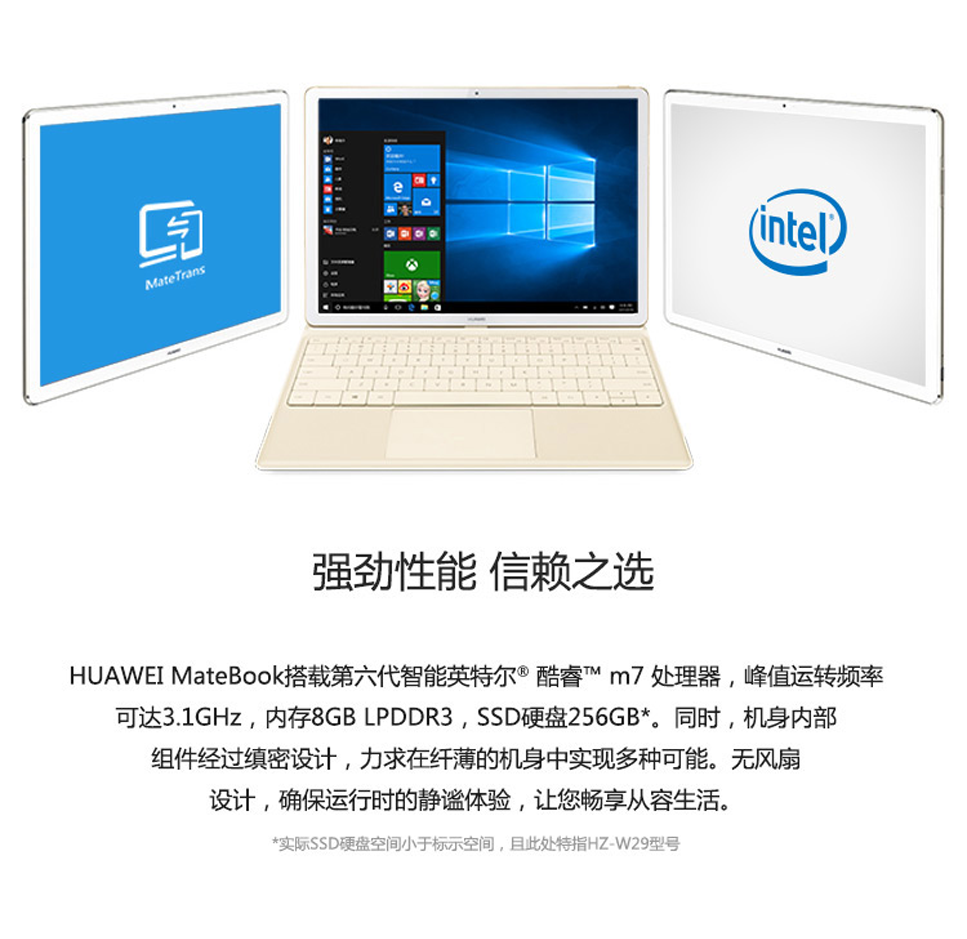 MateTrans
intel
HUAWEI
HUAWEI
HUAWEI
强劲性能 信赖之选
HUAWEI MateBook搭载第六代智能英特尔® 酷睿™ m7 处理器，峰值运转频率
可达3.1GHz，内存8GB LPDDR3，SSD硬盘256GB*。同时，机身内部
组件经过缜密设计，力求在纤薄的机身中实现多种可能。无风扇
设计，确保运行时的静谧体验，让您畅享从容生活。
*实际SSD硬盘空间小于标示空间，且此处特指HZ-W29型号